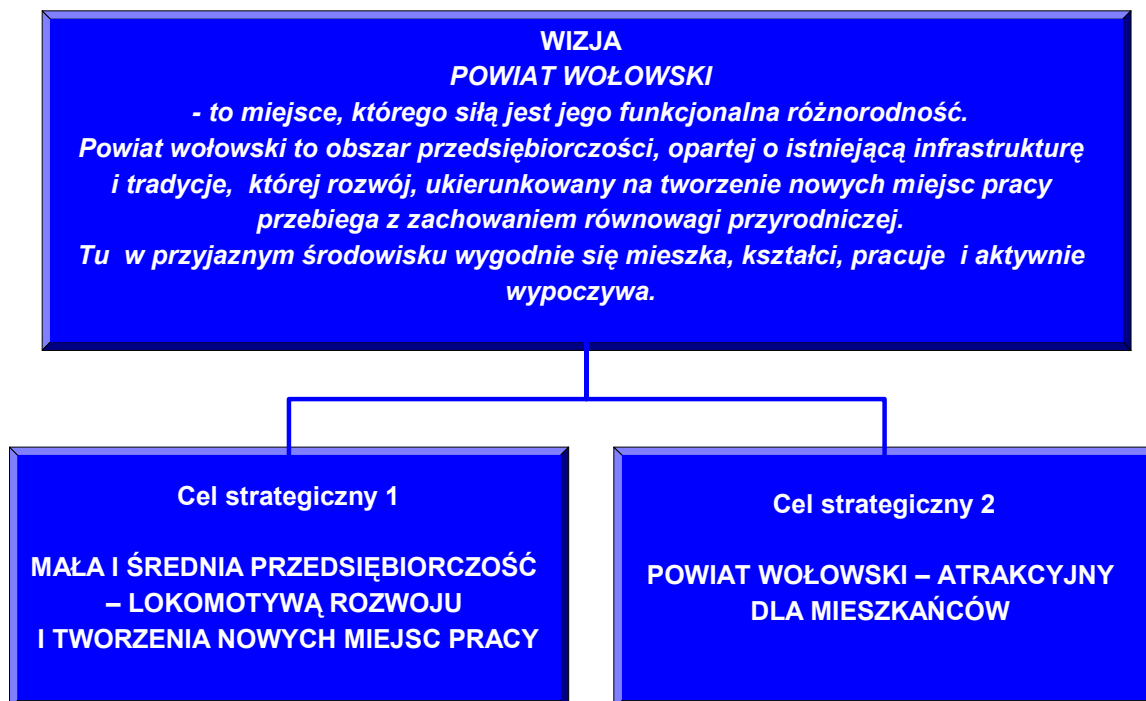 WIZJA
POWIAT WOŁOWSKI
- to miejsce, którego siłą jest jego funkcjonalna różnorodność.
Powiat wołowski to obszar przedsiębiorczości, opartej o istniejącą infrastrukturę
i tradycje, której rozwój, ukierunkowany na tworzenie nowych miejsc pracy
przebiega z zachowaniem równowagi przyrodniczej.
Tu w przyjaznym środowisku wygodnie się mieszka, kształci, pracuje i aktywnie
wypoczywa.
Cel strategiczny 1
MAŁA I ŚREDNIA PRZEDSIĘBIORCZOŚĆ
– LOKOMOTYWĄ ROZWOJU
I TWORZENIA NOWYCH MIEJSC PRACY
Cel strategiczny 2
POWIAT WOŁOWSKI – ATRAKCYJNY
DLA MIESZKAŃCÓW